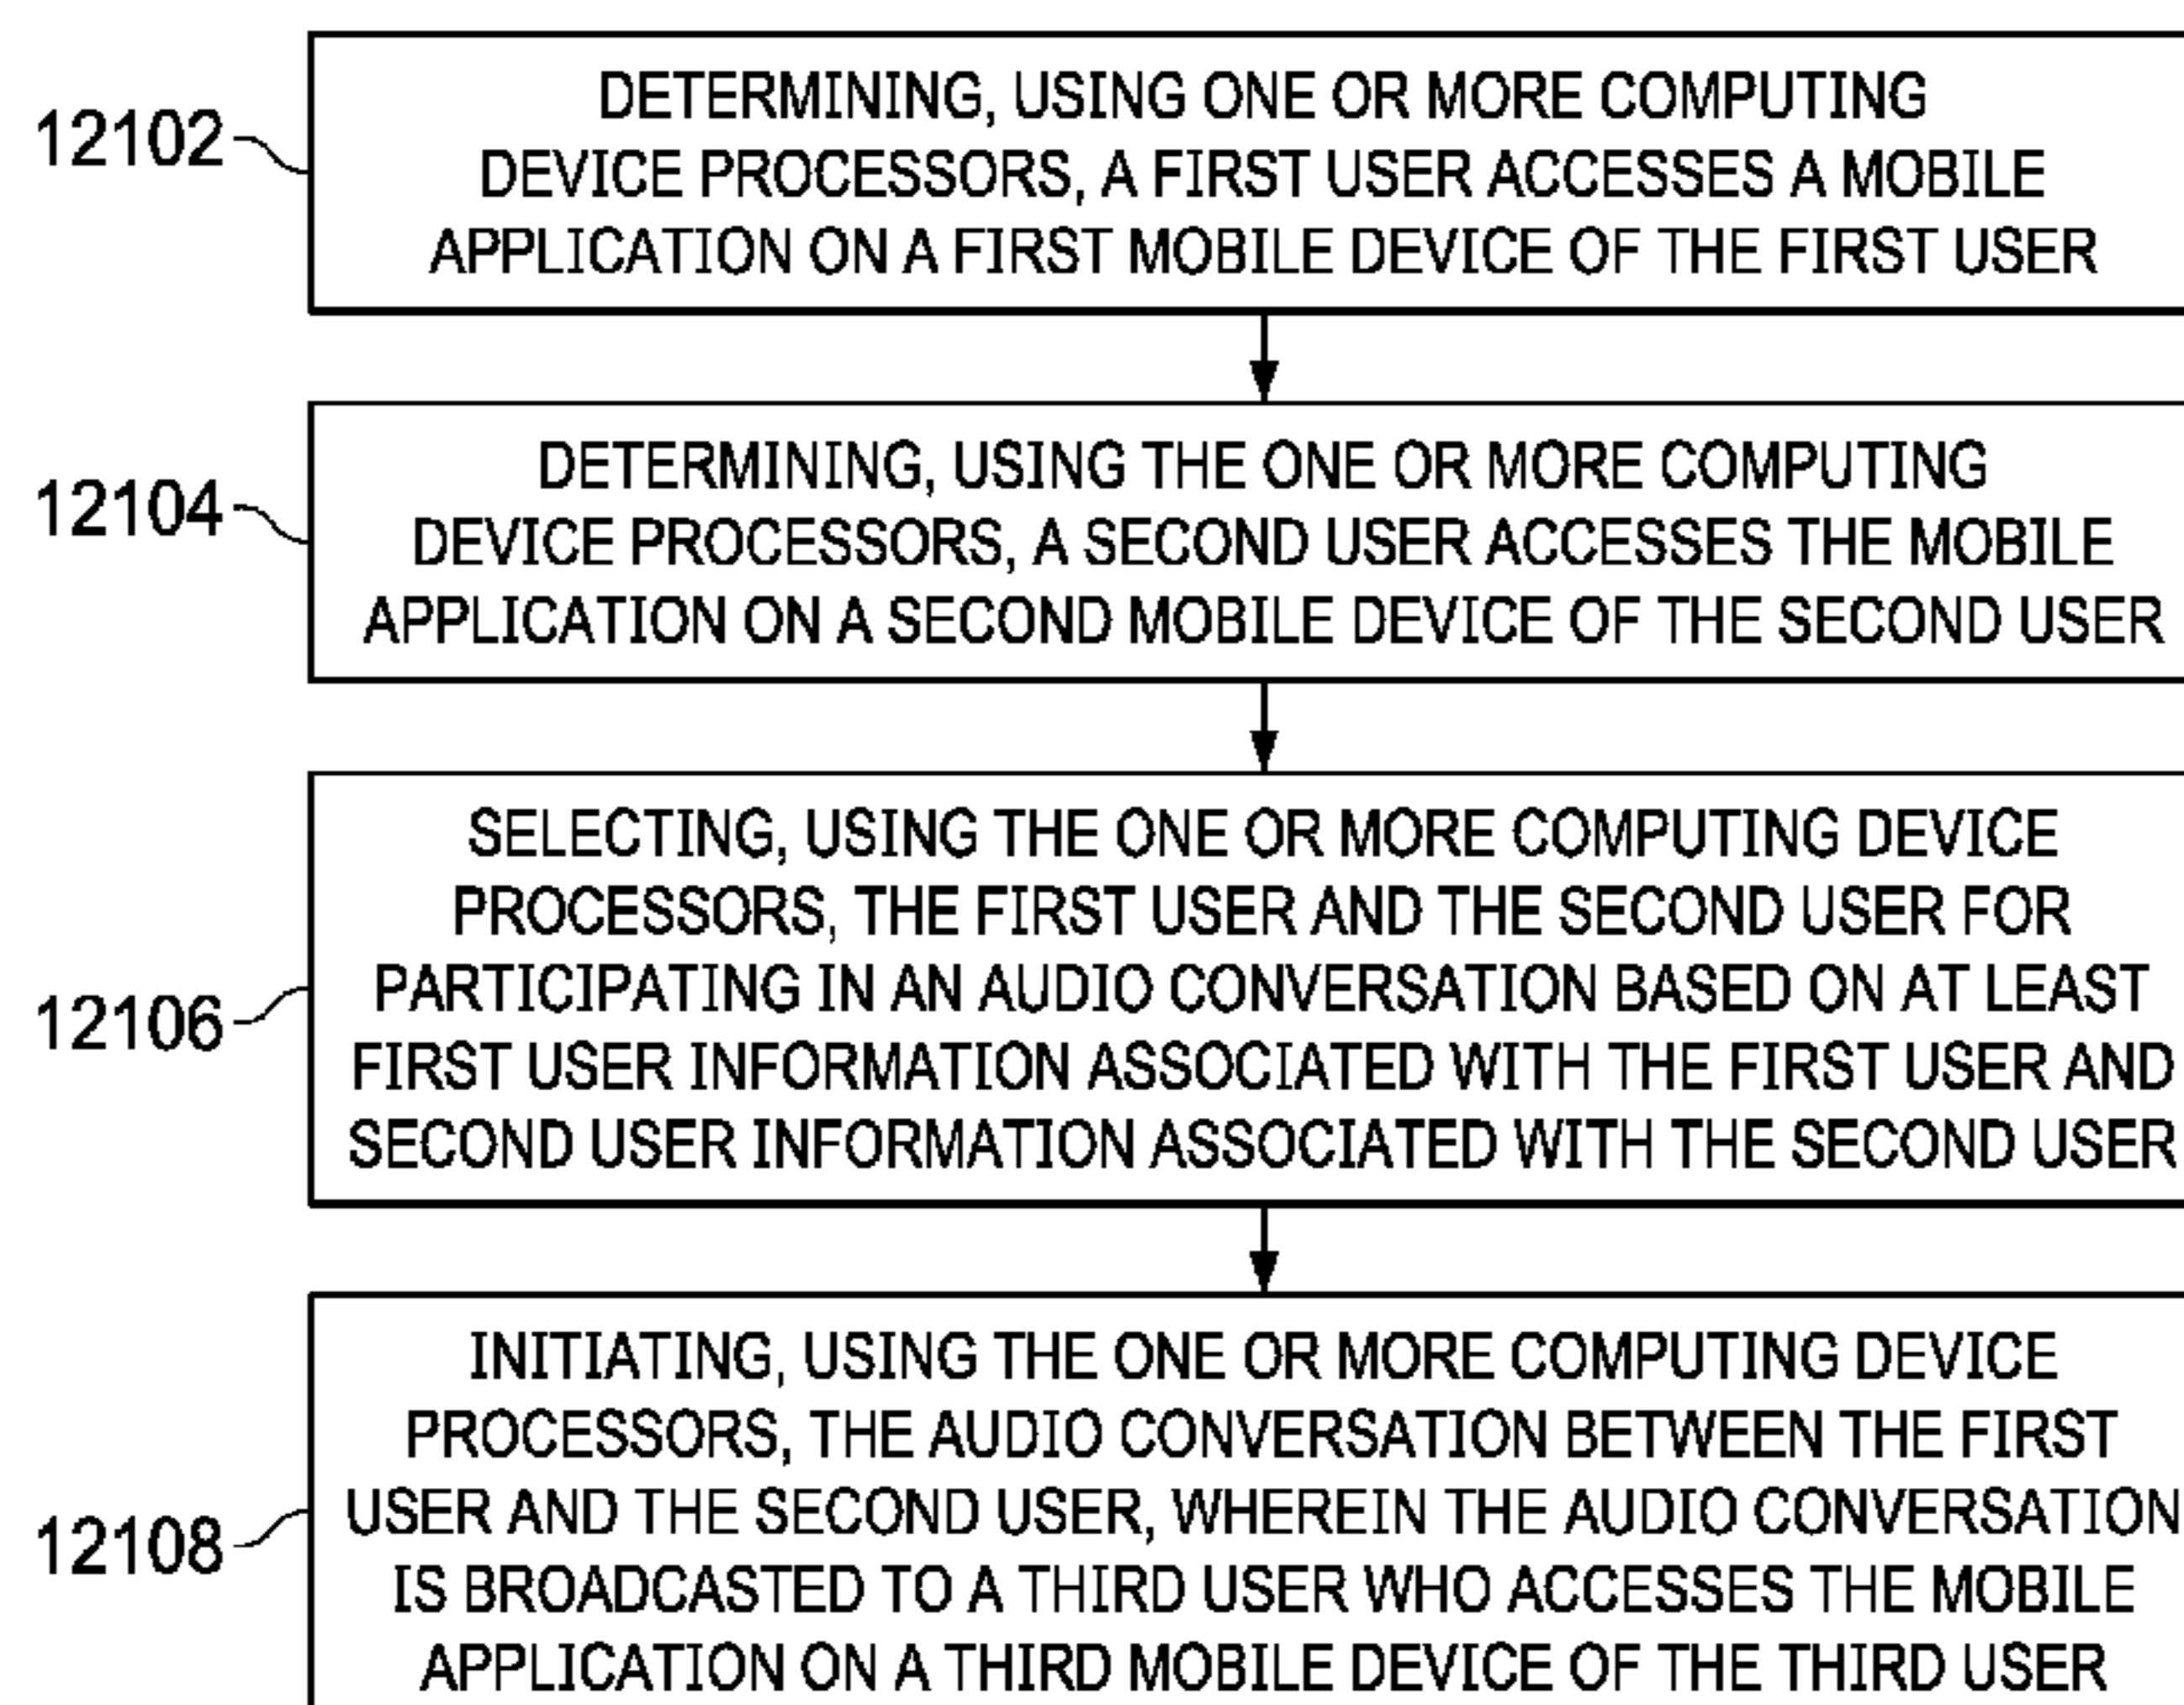 12102
DETERMINING, USING ONE OR MORE COMPUTING
DEVICE PROCESSORS, A FIRST USER ACCESSES A MOBILE
APPLICATION ON A FIRST MOBILE DEVICE OF THE FIRST USER
12104
DETERMINING, USING THE ONE OR MORE COMPUTING
DEVICE PROCESSORS, A SECOND USER ACCESSES THE MOBILE
APPLICATION ON A SECOND MOBILE DEVICE OF THE SECOND USER
12106
SELECTING, USING THE ONE OR MORE COMPUTING DEVICE
PROCESSORS, THE FIRST USER AND THE SECOND USER FOR
PARTICIPATING IN AN AUDIO CONVERSATION BASED ON AT LEAST
FIRST USER INFORMATION ASSOCIATED WITH THE FIRST USER AND
SECOND USER INFORMATION ASSOCIATED WITH THE SECOND USER
12108
INITIATING, USING THE ONE OR MORE COMPUTING DEVICE
PROCESSORS, THE AUDIO CONVERSATION BETWEEN THE FIRST
USER AND THE SECOND USER, WHEREIN THE AUDIO CONVERSATION
IS BROADCASTED TO A THIRD USER WHO ACCESSES THE MOBILE
APPLICATION ON A THIRD MOBILE DEVICE OF THE THIRD USER